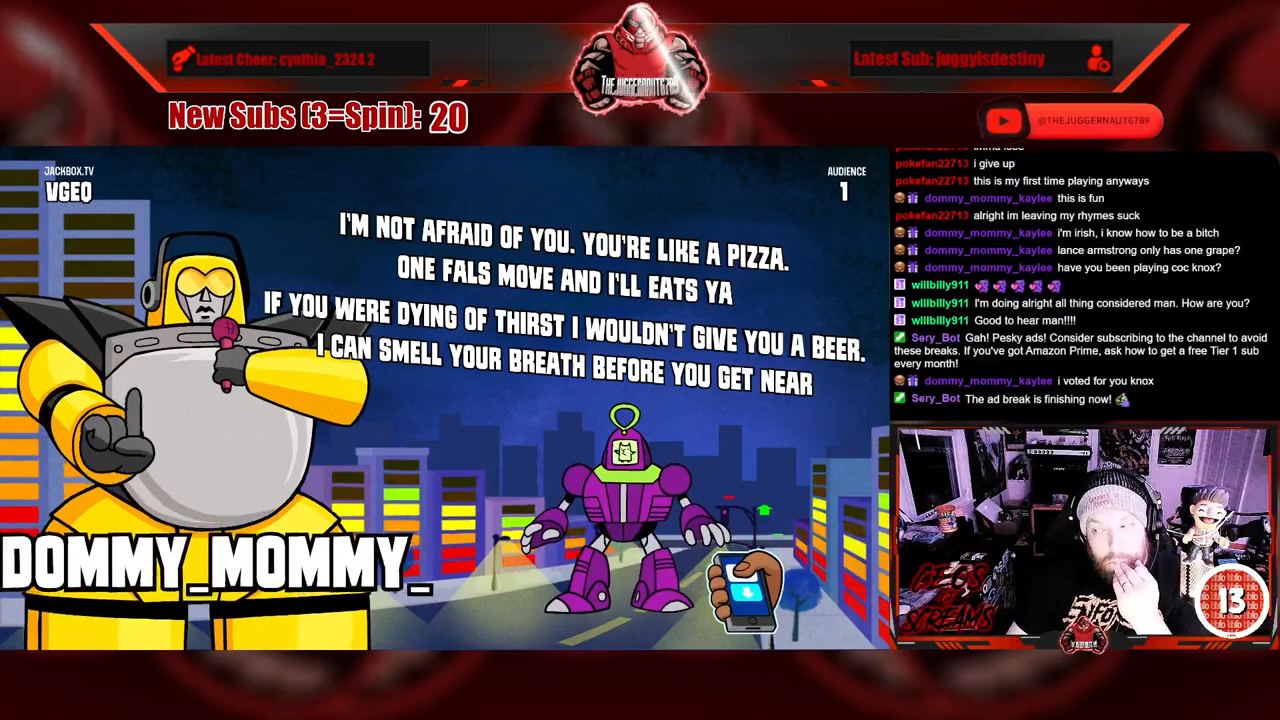 Latest Cheer: cynthia_2324 2
THEJUGGERNAUT6789
Latest Sub: juggyisdestiny
New Subs (3=Spin): 20
@THEJUGGERNAUT6789
JACKBOX.TV
VGEQ
AUDIENCE
1
I'M NOT AFRAID OF YOU. YOU'RE LIKE A PIZZA.
ONE FALS MOVE AND I'LL EATS YA
IF YOU WERE DYING OF THIRST I WOULDN'T GIVE YOU A BEER.
I CAN SMELL YOUR BREATH BEFORE YOU GET NEAR
DOMMY_MOMMY_
pokefan22713 i give up
pokefan22713 this is my first time playing anyways
dommy_mommy_kaylee this is fun
pokefan22713 alright im leaving my rhymes suck
dommy_mommy_kaylee i'm irish, i know how to be a bitch
dommy_mommy_kaylee lance armstrong only has one grape?
dommy_mommy_kaylee have you been playing coc knox?
willbilly911
willbilly911 I'm doing alright all thing considered man. How are you?
willbilly911 Good to hear man!!!!
Sery_Bot Gah! Pesky ads! Consider subscribing to the channel to avoid
these breaks. If you've got Amazon Prime, ask how to get a free Tier 1 sub
every month!
dommy_mommy_kaylee i voted for you knox
Sery_Bot The ad break is finishing now!
SCREAMS
13